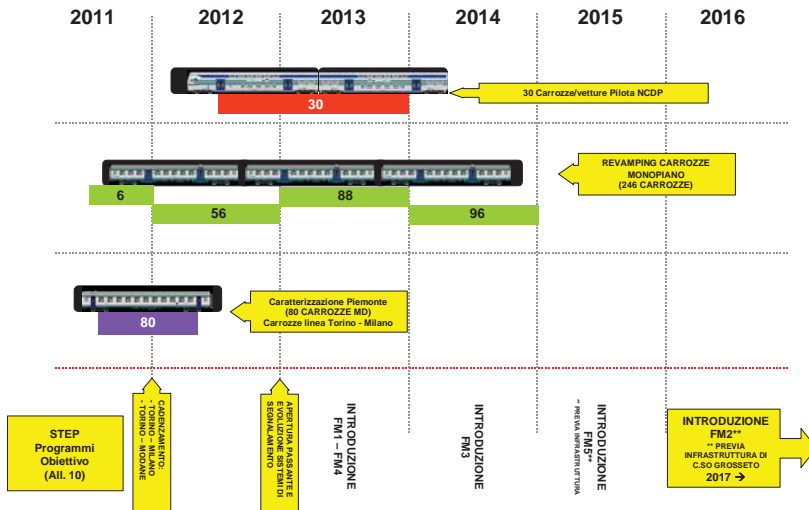 2011 2012 2013 2014 2015 2016
30 Carrozze/vetture Pilota NCDP
30
REVAMPING CARROZZE
MONOPIANO
(246 CARROZZE)
6
88
56
96
Caratterizzazione Piemonte
(80 CARROZZE MD)
Carrozze linea Torino - Milano
80
STEP
Programmi
Obiettivo
(All. 10)
CADENZAMENTO:
- TORINO – MILANO
- TORINO – MODANE
APERTURA PASSANTE E
EVOLUZIONE SISTEMI DI
SEGNALAMENTO
INTRODUZIONE
FM1 – FM4
INTRODUZIONE
FM3
INTRODUZIONE
FM5**
** PREVIA INFRASTRUTTURA
INTRODUZIONE
FM2**
** PREVIA
INFRASTRUTTURA DI
C.SO GROSSETO
2017 →